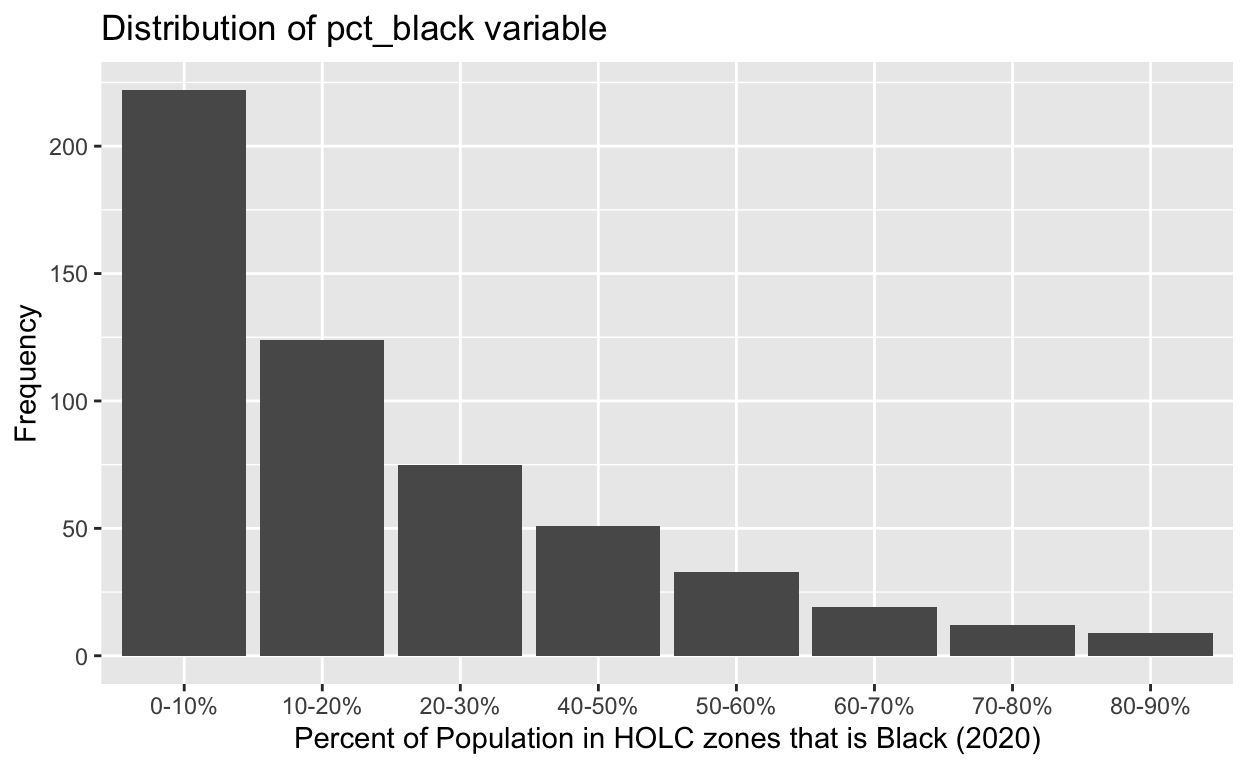 Distribution of pct_black variable
Frequency
200
150
100
50
0
0-10% 10-20% 20-30% 40-50% 50-60% 60-70% 70-80% 80-90%
Percent of Population in HOLC zones that is Black (2020)